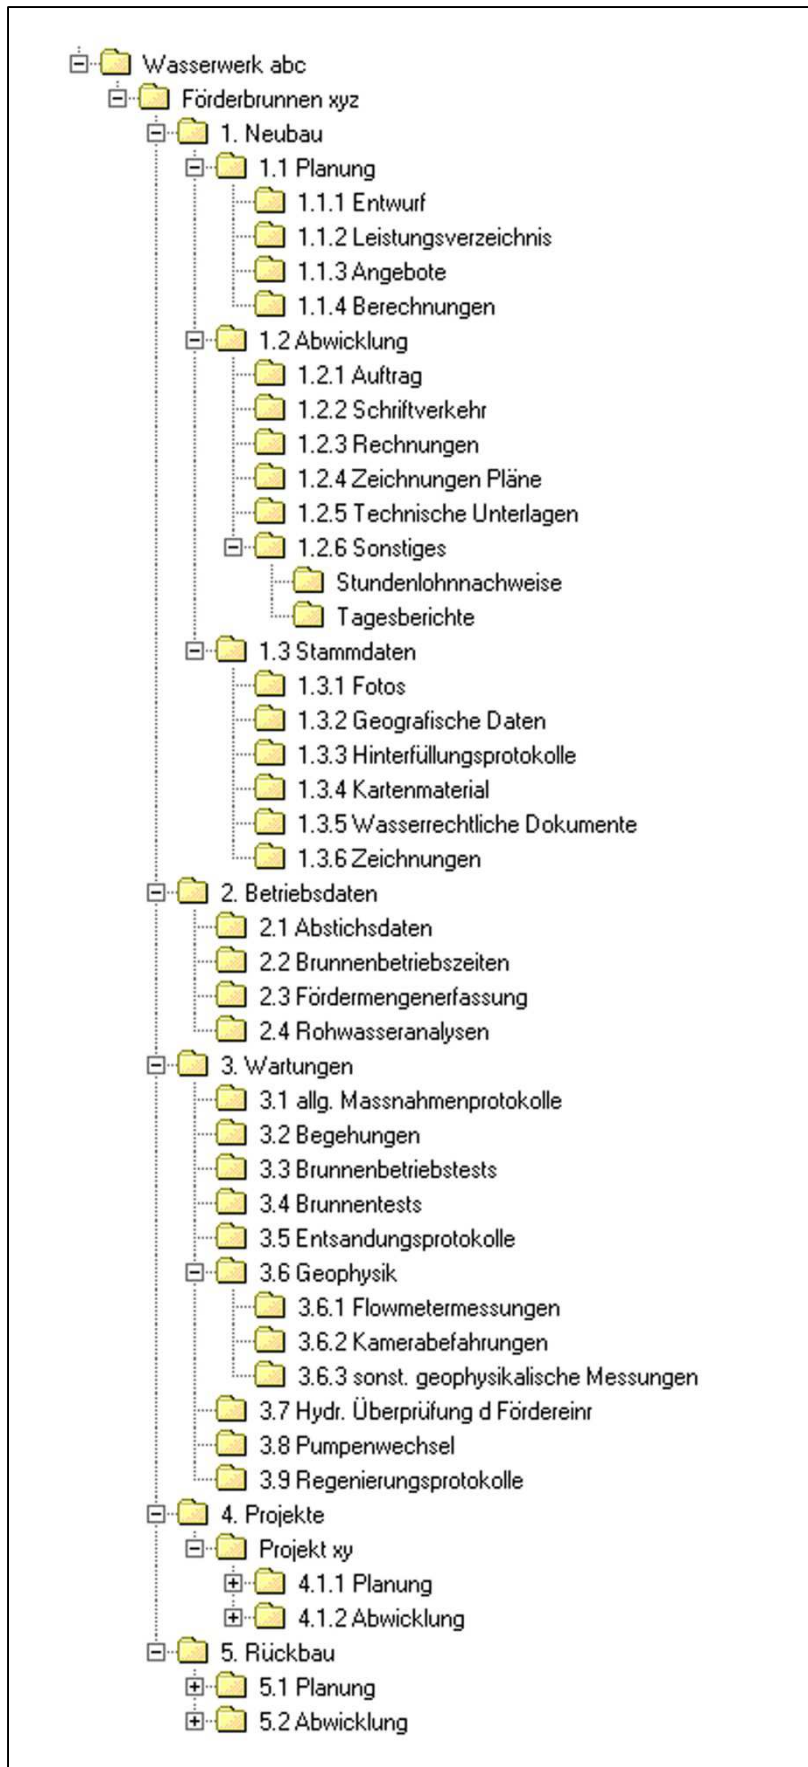 Wasserwerk abc
Förderbrunnen xyz
1. Neubau
1.1 Planung
1.1.1 Entwurf
1.1.2 Leistungsverzeichnis
1.1.3 Angebote
1.1.4 Berechnungen
1.2 Abwicklung
1.2.1 Auftrag
1.2.2 Schriftverkehr
1.2.3 Rechnungen
1.2.4 Zeichnungen Pläne
1.2.5 Technische Unterlagen
1.2.6 Sonstiges
Stundenlohnnachweise
Tagesberichte
1.3 Stammdaten
1.3.1 Fotos
1.3.2 Geografische Daten
1.3.3 Hinterfüllungsprotokolle
1.3.4 Kartenmaterial
1.3.5 Wasserrechtliche Dokumente
1.3.6 Zeichnungen
2. Betriebsdaten
2.1 Abstichsdaten
2.2 Brunnenbetriebszeiten
2.3 Fördermengenerfassung
2.4 Rohwasseranalysen
3. Wartungen
3.1 allg. Massnahmenprotokolle
3.2 Begehungen
3.3 Brunnenbetriebstests
3.4 Brunnentests
3.5 Entsandungsprotokolle
3.6 Geophysik
3.6.1 Flowmetermessungen
3.6.2 Kamerabefahrungen
3.6.3 sonst. geophysikalische Messungen
3.7 Hydr. Überprüfung d Fördereinr
3.8 Pumpenwechsel
3.9 Regenierungsprotokolle
4. Projekte
Projekt xy
4.1.1 Planung
4.1.2 Abwicklung
5. Rückbau
5.1 Planung
5.2 Abwicklung